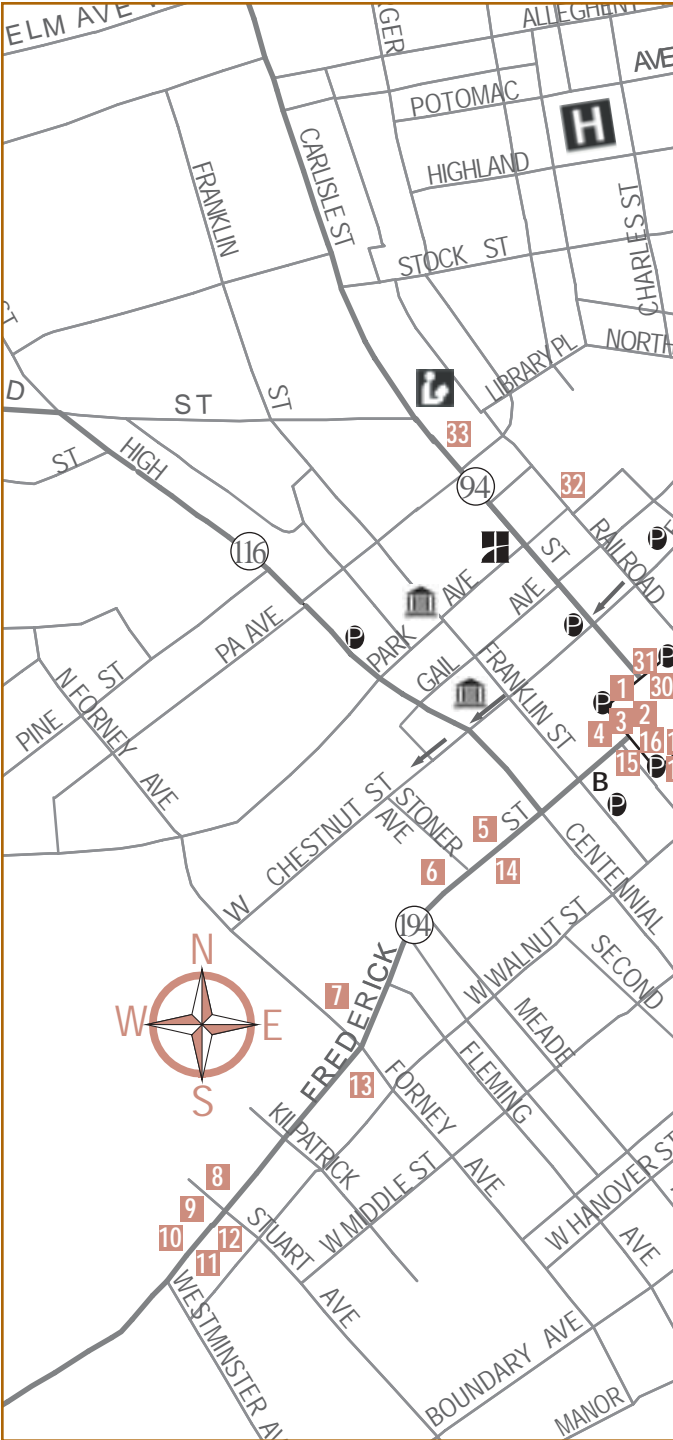 ELM AVE
GER
ALLEGHENY
AVE
POTOMAC
H
CARLISLE ST
HIGHLAND
FRANKLIN
CHARLES ST
STOCK ST
ST
LIBRARY PL
NORTH
D
ST
ST
33
HIGH
ST
94
32
116
ST
RAILROAD
P
AVE
AVE
P
PARK
P
PA AVE
GAIL
FRANKLIN ST
31
P
ST
N FORNEY
1
30
P
PINE
2
3
4
16
15
P
AVE
B
P
CHESTNUT ST
STONER
AVE
5
ST
CENTENNIAL
6
14
W
194
W WALNUT ST
SECOND
N
FREDERICK
7
W
E
MEADE
FLEMING
S
13
FORNEY
KILPATRICK
W MIDDLE ST
W HANOVER ST
8
AVE
9
STUART
10
12
AVE
11
WESTMINSTER AV
AVE
BOUNDARY AVE
MANOR